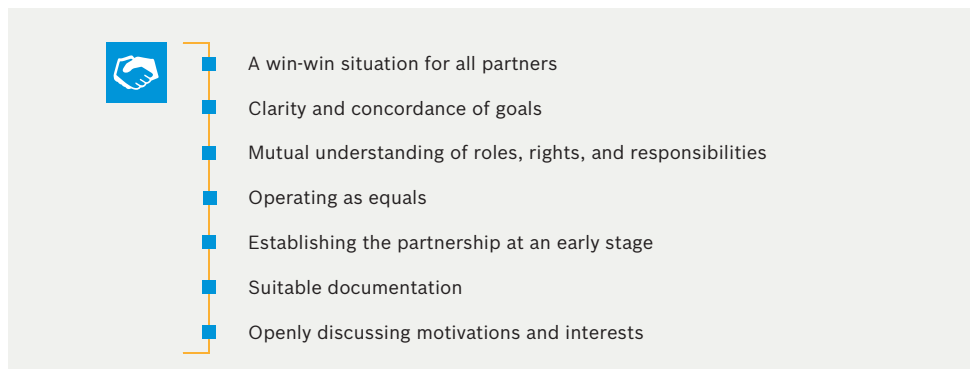 A win-win situation for all partners
Clarity and concordance of goals
Mutual understanding of roles, rights, and responsibilities
Operating as equals
Establishing the partnership at an early stage
Suitable documentation
Openly discussing motivations and interests